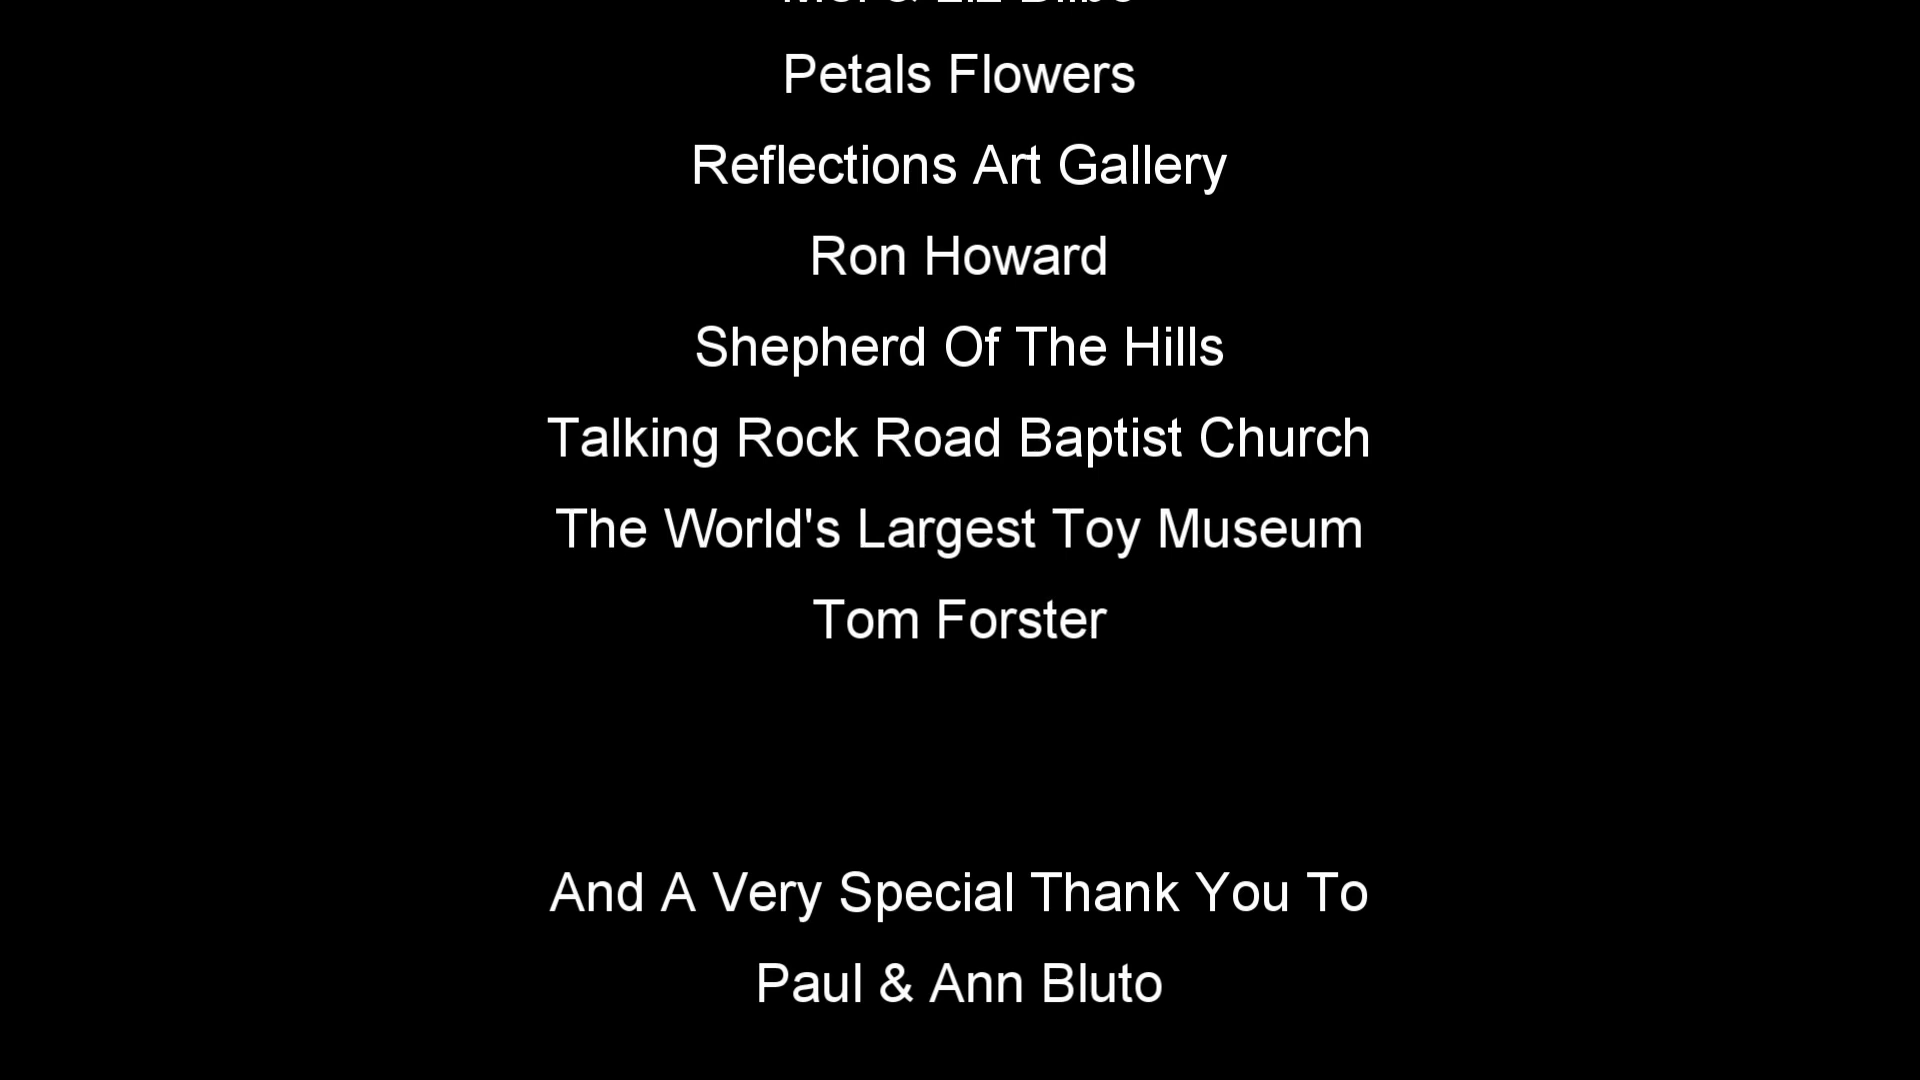 Petals Flowers
Reflections Art Gallery
Ron Howard
Shepherd Of The Hills
Talking Rock Road Baptist Church
The World's Largest Toy Museum
Tom Forster
And A Very Special Thank You To
Paul & Ann Bluto